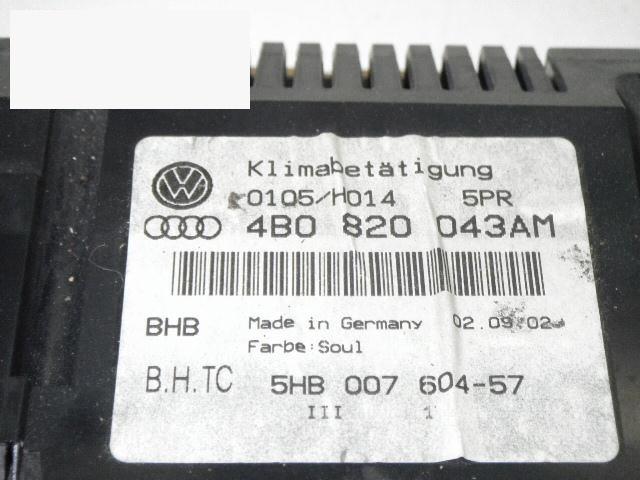 Klimabetätigung
0105/H014 5PR
4B0 820 043AM
BHB Made in Germany 02.09.02
Farbe:Soul
B.H.TC 5HB 007 604-57
III 1